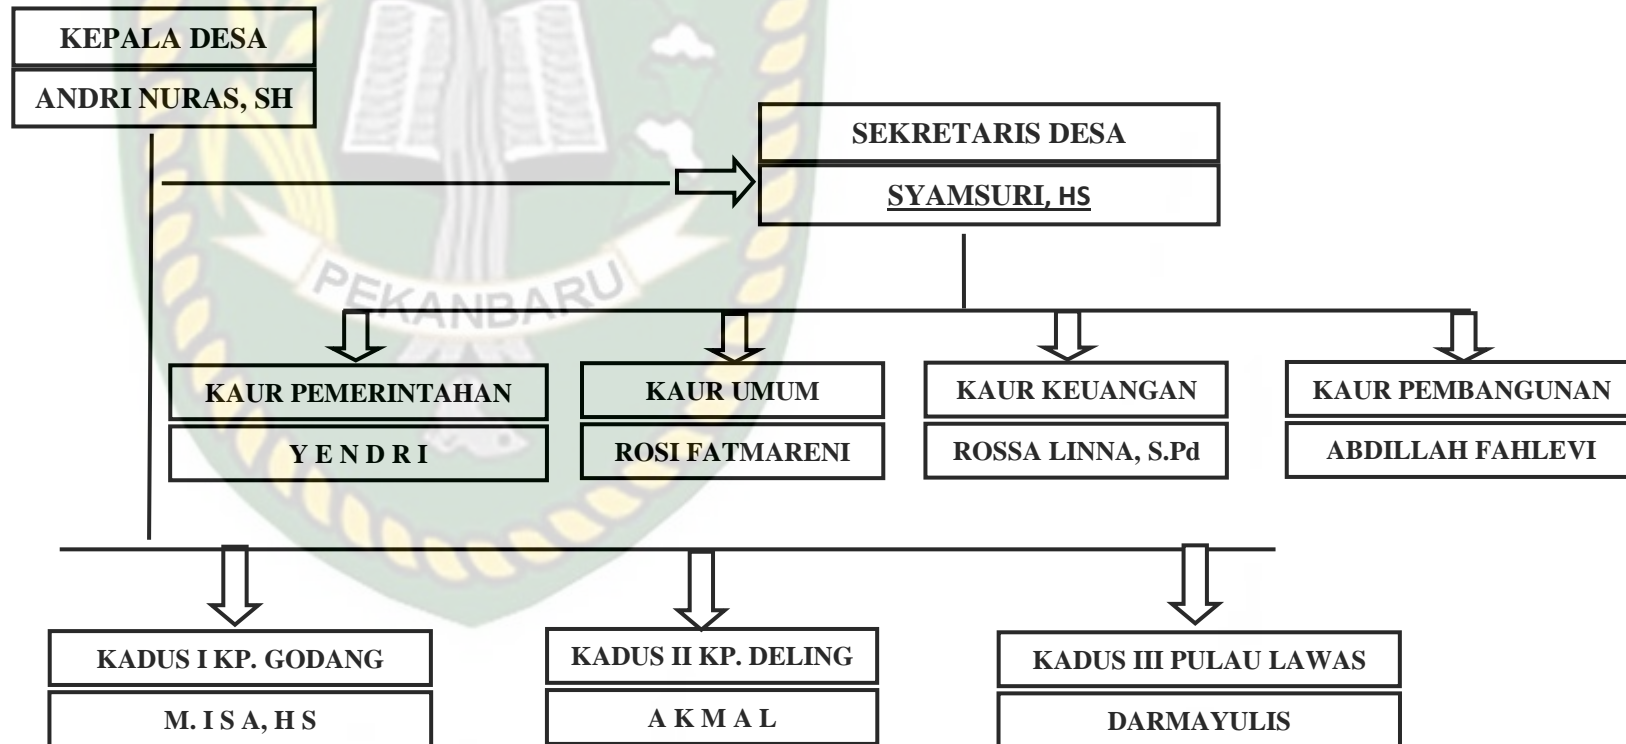 KEPALA DESA
ANDRI NURAS, SH
SEKRETARIS DESA
SYAMSURI, HS
PEKANBARU
KAUR PEMERINTAHAN
Y E N D R I
KAUR UMUM
ROSI FATMARENI
KAUR KEUANGAN
ROSSA LINNA, S.Pd
KAUR PEMBANGUNAN
ABDILLAH FAHLEVI
KADUS I KP. GODANG
M. I S A, H S
KADUS II KP. DELING
A K M A L
KADUS III PULAU LAWAS
DARMAYULIS